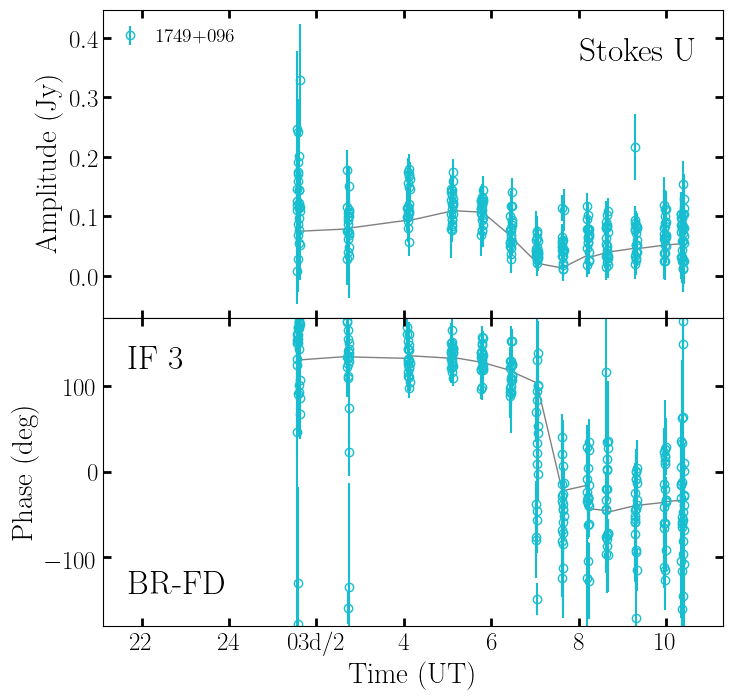 1749+096
Stokes U
0.4
0.3
0.2
0.1
0.0
Amplitude (Jy)
IF 3
100
0
−100
Phase (deg)
BR-FD
22 24 03d/2 4 6 8 10
Time (UT)